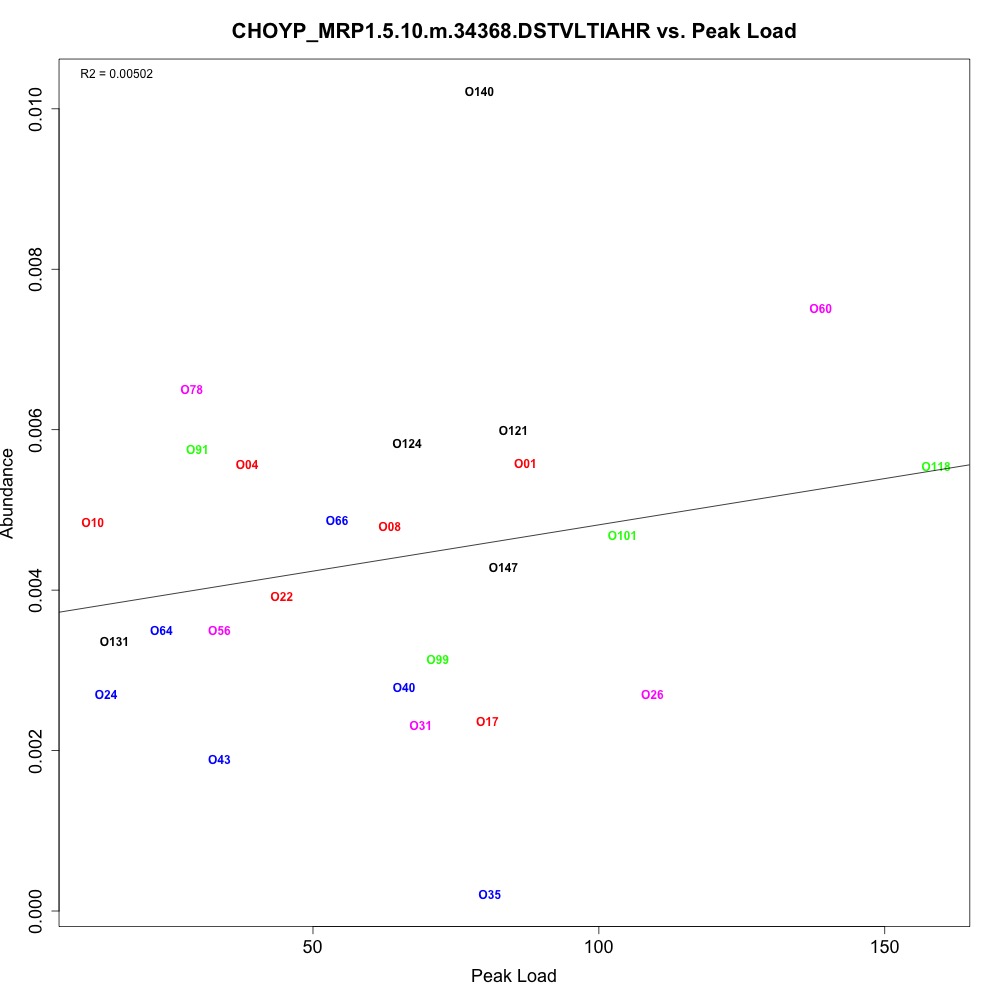 CHOYP_MRP1.5.10.m.34368.DSTVLTIAHR vs. Peak Load
R2 = 0.00502
O140
0.010
0.008
O60
O78
0.006
O121
O124
O91
O04
O01
O118
Abundance
O10
O66
O08
O101
O147
0.004
O22
O64
O56
O131
O99
O40
O24
O26
O17
O31
0.002
O43
O35
0.000
50
100
150
Peak Load